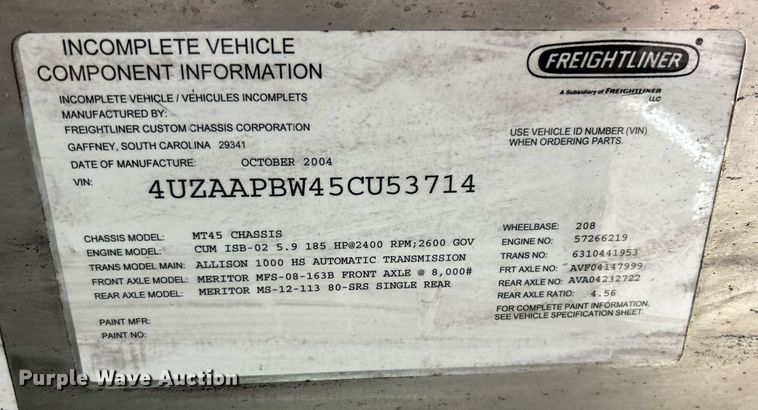 INCOMPLETE VEHICLE
COMPONENT INFORMATION
FREIGHTLINER
A Subsidiary of FREIGHTLINER
LLC
INCOMPLETE VEHICLE / VEHICULES INCOMPLETS
MANUFACTURED BY:
FREIGHTLINER CUSTOM CHASSIS CORPORATION
GAFFNEY, SOUTH CAROLINA 29341
USE VEHICLE ID NUMBER (VIN)
WHEN ORDERING PARTS.
DATE OF MANUFACTURE: OCTOBER 2004
VIN: 4UZAAPBW45CU53714
CHASSIS MODEL: MT45 CHASSIS
ENGINE MODEL: CUM ISB-02 5.9 185 HP@2400 RPM;2600 GOV
TRANS MODEL MAIN: ALLISON 1000 HS AUTOMATIC TRANSMISSION
FRONT AXLE MODEL: MERITOR MFS-08-163B FRONT AXLE @ 8,000#
REAR AXLE MODEL: MERITOR MS-12-113 80-SRS SINGLE REAR
WHEELBASE: 208
ENGINE NO: 57266219
TRANS NO: 6310441953
FRT AXLE NO: AVF04147999
REAR AXLE NO: AVA04232722
REAR AXLE RATIO: 4.56
FOR COMPLETE PAINT INFORMATION,
SEE VEHICLE SPECIFICATION SHEET.
PAINT MFR:
PAINT NO:
Purple Wave Auction